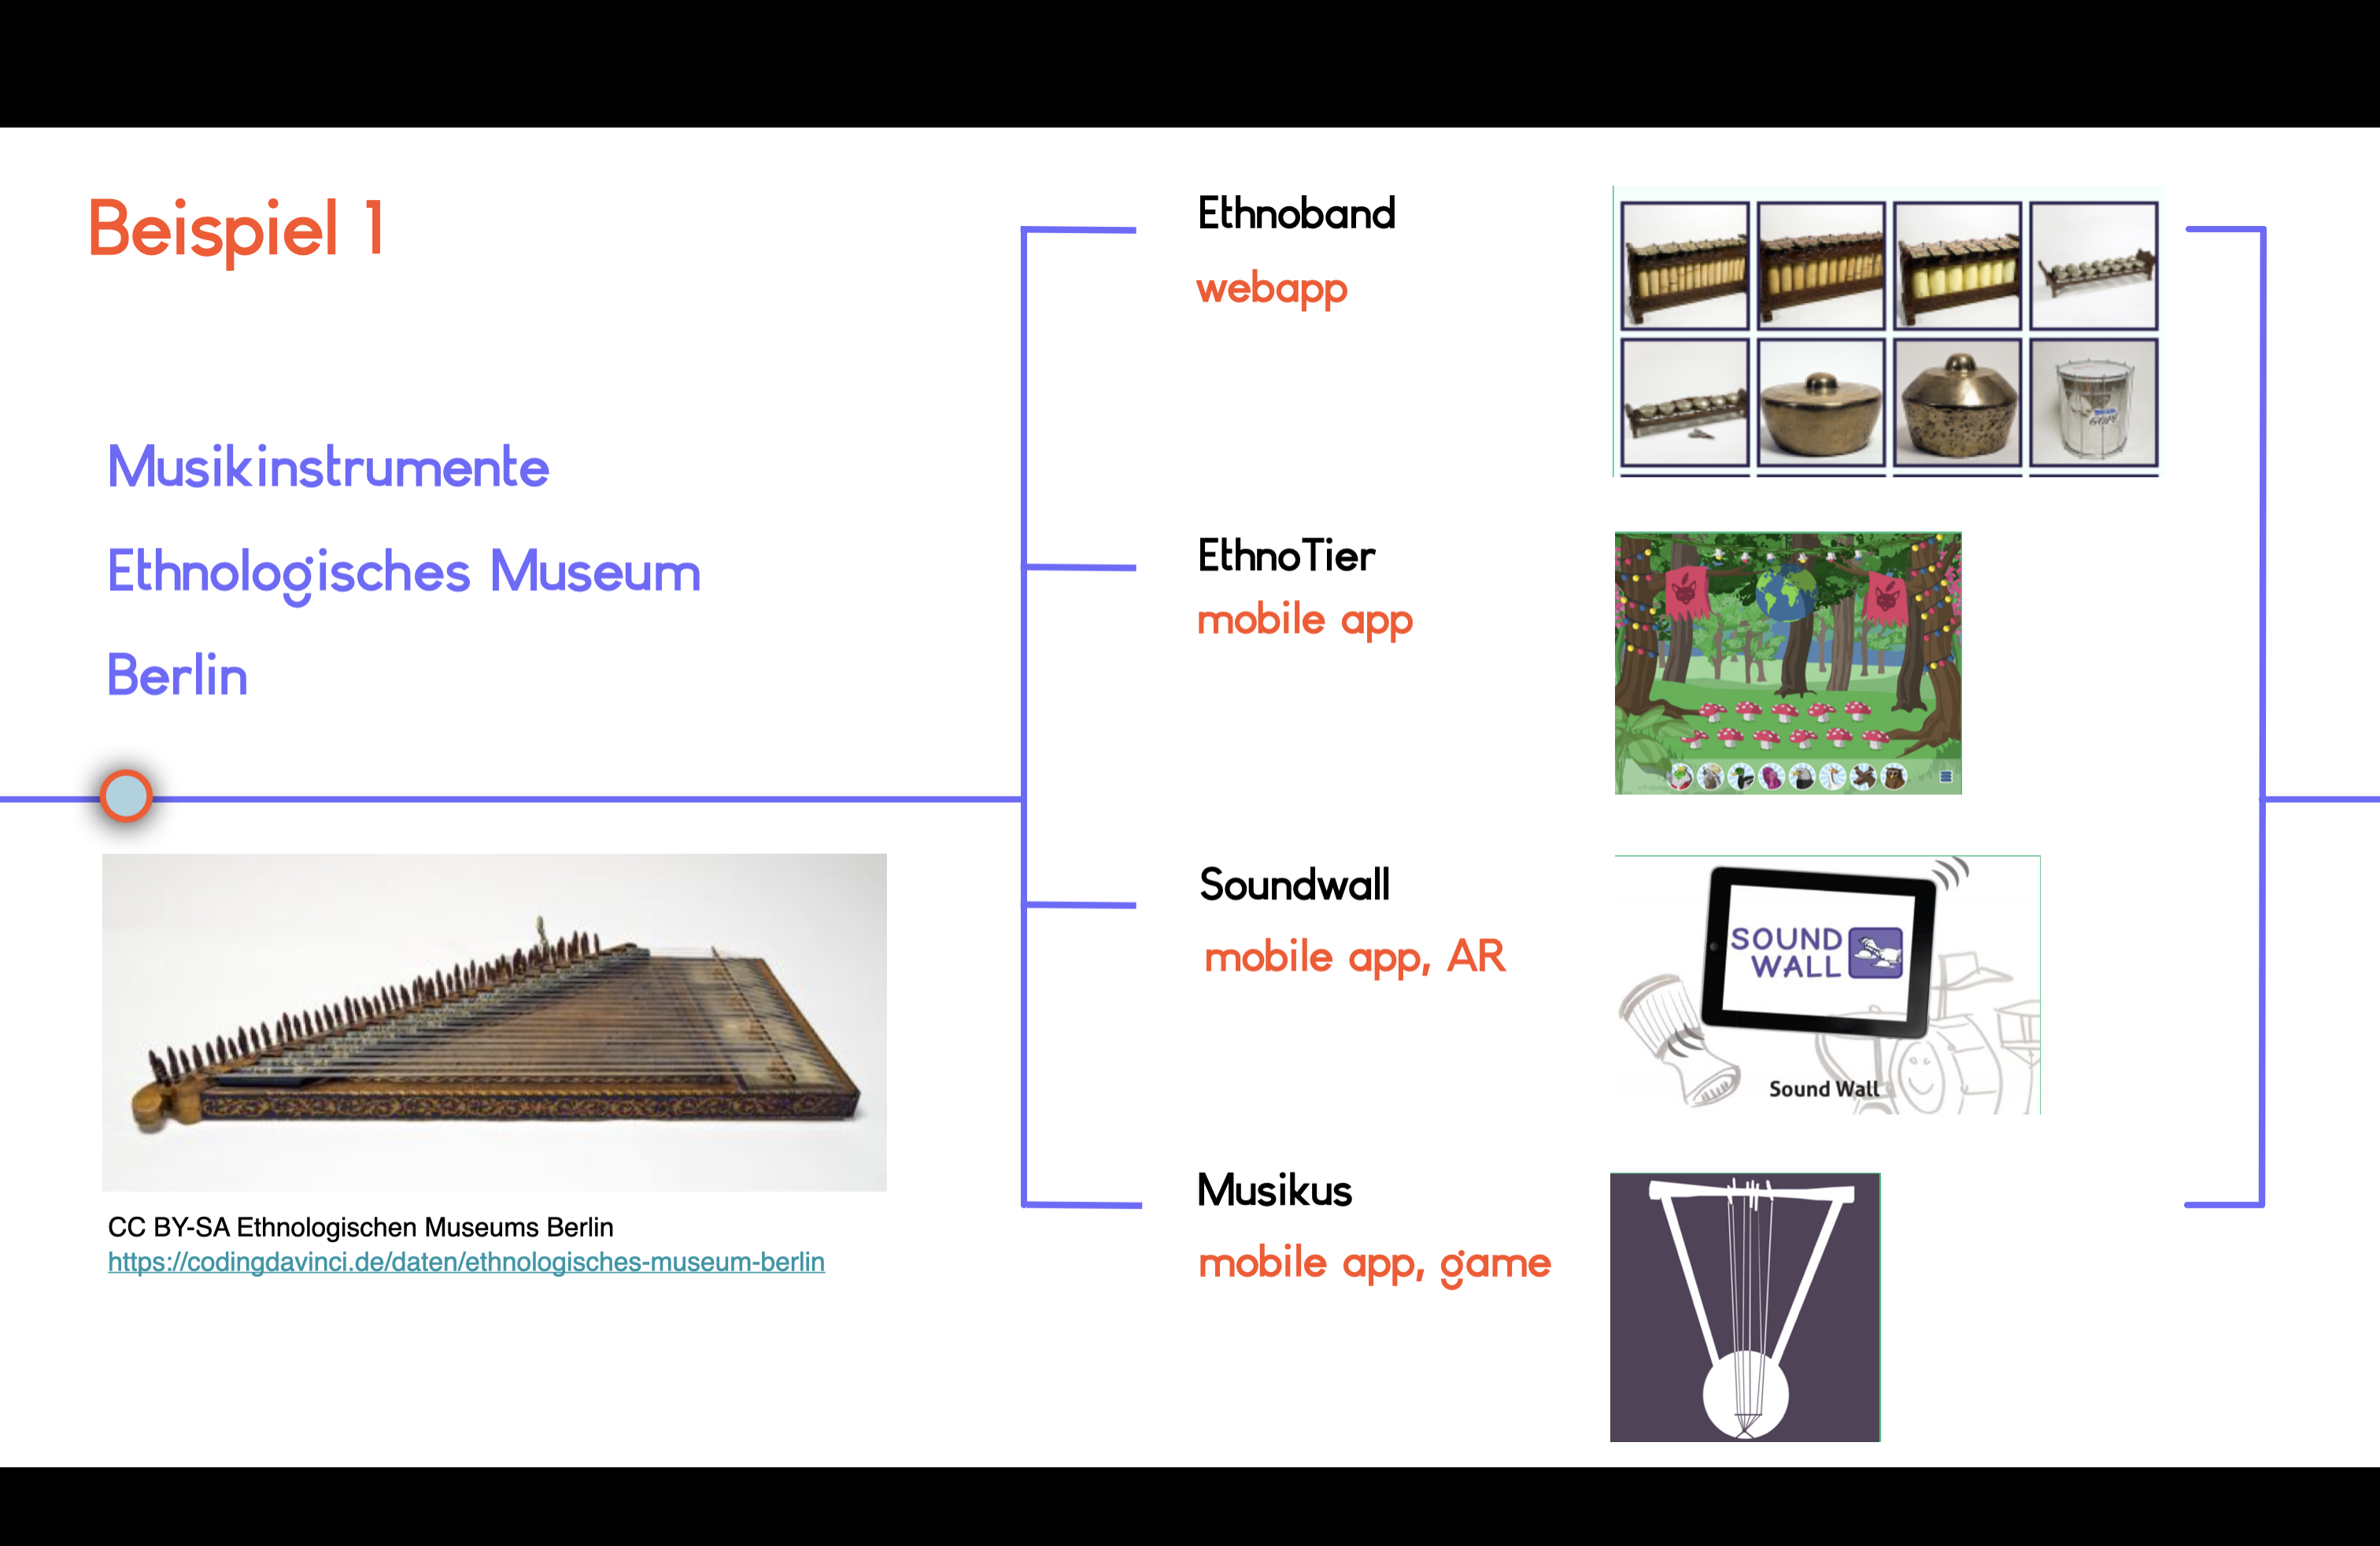 Beispiel 1
Musikinstrumente
Ethnologisches Museum
Berlin
CC BY-SA Ethnologischen Museums Berlin
https://codingdavinci.de/daten/ethnologisches-museum-berlin
Ethnoband
webapp
EthnoTier
mobile app
Soundwall
mobile app, AR
SOUND
WALL
Sound Wall
Musikus
mobile app, game